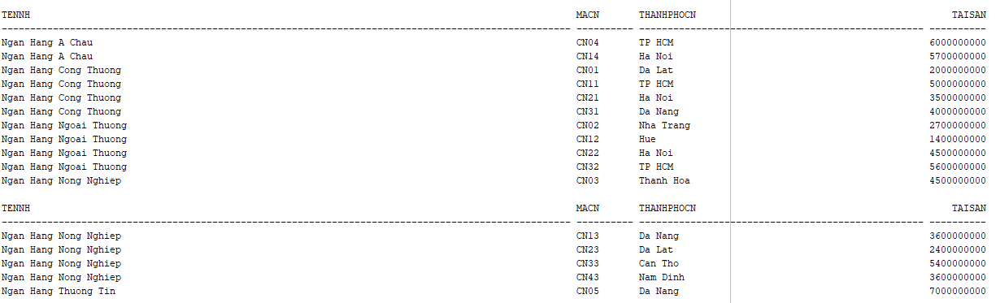 TENNH MACN THANHPHOCN TAISAN
---------------------------------------------------------------------------------------------------- ---------- -------------------------------------------------- ----------
Ngan Hang A Chau CN04 TP HCM 6000000000
Ngan Hang A Chau CN14 Ha Noi 5700000000
Ngan Hang Cong Thuong CN01 Da Lat 2000000000
Ngan Hang Cong Thuong CN11 TP HCM 5000000000
Ngan Hang Cong Thuong CN21 Ha Noi 3500000000
Ngan Hang Cong Thuong CN31 Da Nang 4000000000
Ngan Hang Ngoai Thuong CN02 Nha Trang 2700000000
Ngan Hang Ngoai Thuong CN12 Hue 1400000000
Ngan Hang Ngoai Thuong CN22 Ha Noi 4500000000
Ngan Hang Ngoai Thuong CN32 TP HCM 5600000000
Ngan Hang Nong Nghiep CN03 Thanh Hoa 4500000000
TENNH MACN THANHPHOCN TAISAN
---------------------------------------------------------------------------------------------------- ---------- -------------------------------------------------- ----------
Ngan Hang Nong Nghiep CN13 Da Nang 3600000000
Ngan Hang Nong Nghiep CN23 Da Lat 2400000000
Ngan Hang Nong Nghiep CN33 Can Tho 5400000000
Ngan Hang Nong Nghiep CN43 Nam Dinh 3600000000
Ngan Hang Thuong Tin CN05 Da Nang 7000000000